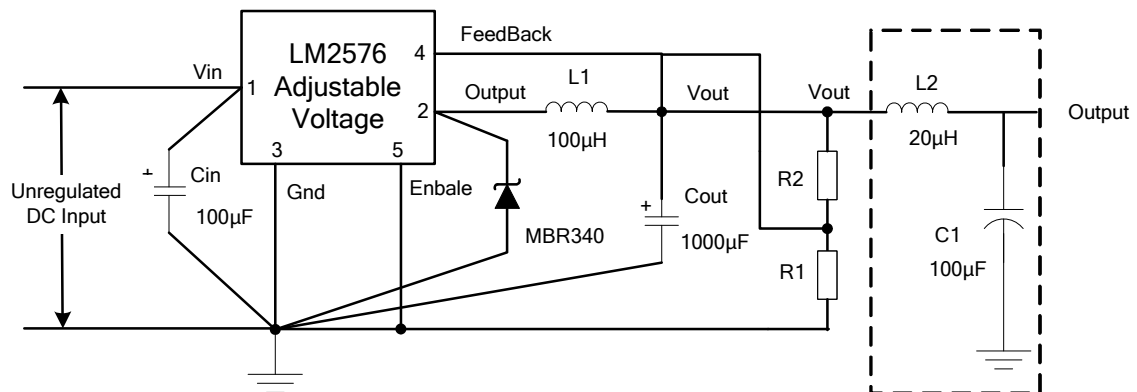 LM2576
Adjustable
Voltage
FeedBack
4
L1
L2
Vin
1
Output
2
Vout
Vout
Output
100µH
20µH
3
5
Unregulated
DC Input
+
Cin
100µF
Gnd
Enbale
R2
MBR340
+
Cout
1000µF
C1
100µF
R1